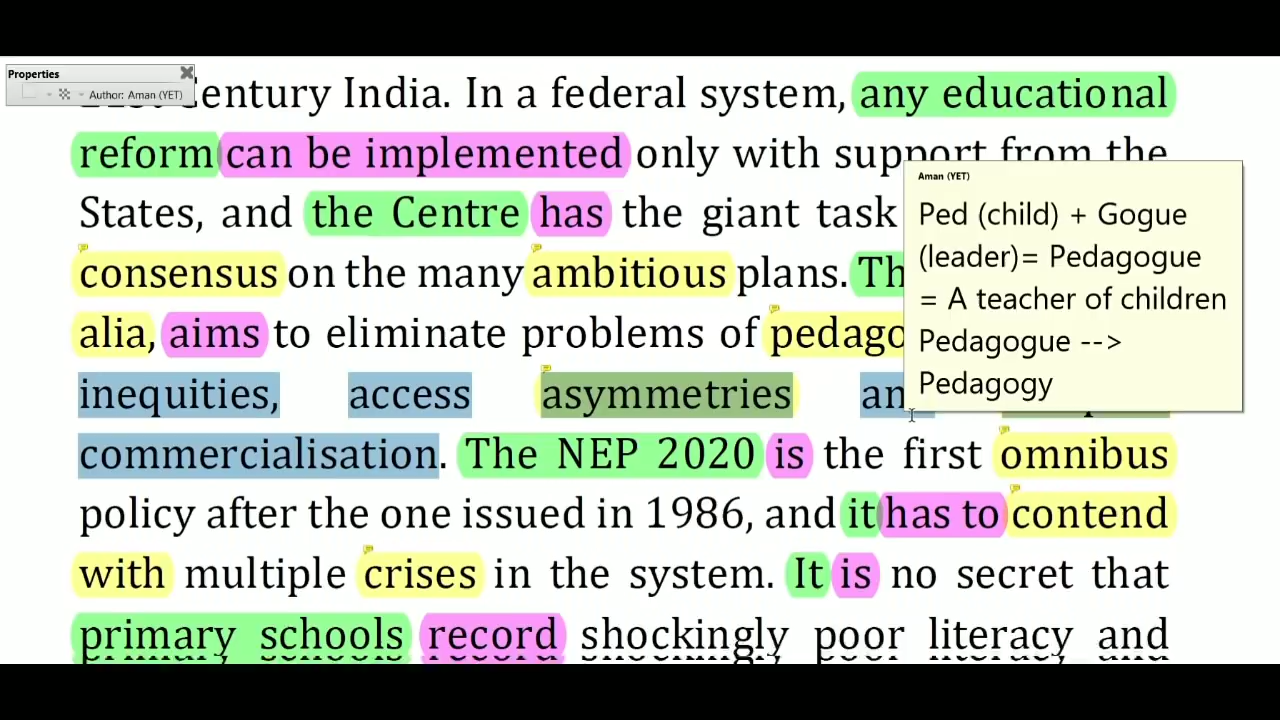 Properties
Author: Aman (YET)
Century India. In a federal system, any educational
reform can be implemented only with support from the
States, and the Centre has the giant task
consensus on the many ambitious plans.
alia, aims to eliminate problems of
inequities, access asymmetries
commercialisation. The NEP 2020 is the first omnibus
policy after the one issued in 1986, and it has to contend
with multiple crises in the system. It is no secret that
primary schools record shockingly poor literacy and
Aman (YET)
Ped (child) + Gogue
(leader)= Pedagogue
= A teacher of children
Pedagogue -->
Pedagogy